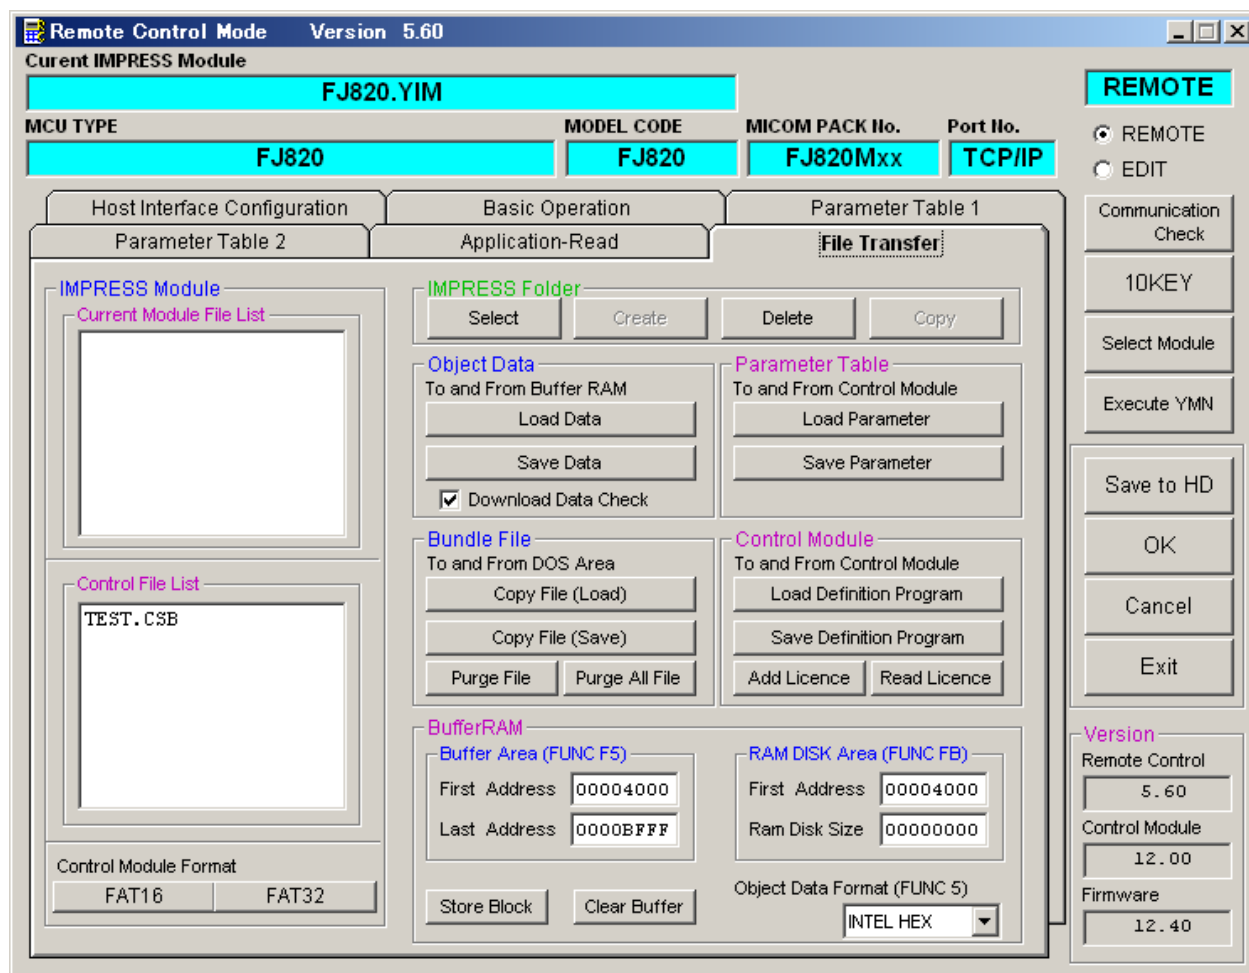 Remote Control Mode Version 5.60
Curent IMPRESS Module
FJ820.YIM
MCU TYPE MODEL CODE MICOM PACK No. Port No.
FJ820 FJ820 FJ820Mxx TCP/IP
REMOTE
REMOTE
EDIT
Host Interface Configuration Basic Operation Parameter Table 1
Parameter Table 2 Application-Read File Transfer
IMPRESS Module
Current Module File List
Control File List
TEST.CSB
Control Module Format
FAT16 FAT32
IMPRESS Folder
Select Create Delete Copy
Object Data
To and From Buffer RAM
Load Data
Save Data
Download Data Check
Parameter Table
To and From Control Module
Load Parameter
Save Parameter
Bundle File
To and From DOS Area
Copy File (Load)
Copy File (Save)
Purge File Purge All File
Control Module
To and From Control Module
Load Definition Program
Save Definition Program
Add Licence Read Licence
BufferRAM
Buffer Area (FUNC F5)
First Address 00004000
Last Address 0000BFFF
RAM DISK Area (FUNC FB)
First Address 00004000
Ram Disk Size 00000000
Store Block Clear Buffer
Object Data Format (FUNC 5)
INTEL HEX
Communication
Check
10KEY
Select Module
Execute YMN
Save to HD
OK
Cancel
Exit
Version
Remote Control
5.60
Control Module
12.00
Firmware
12.40